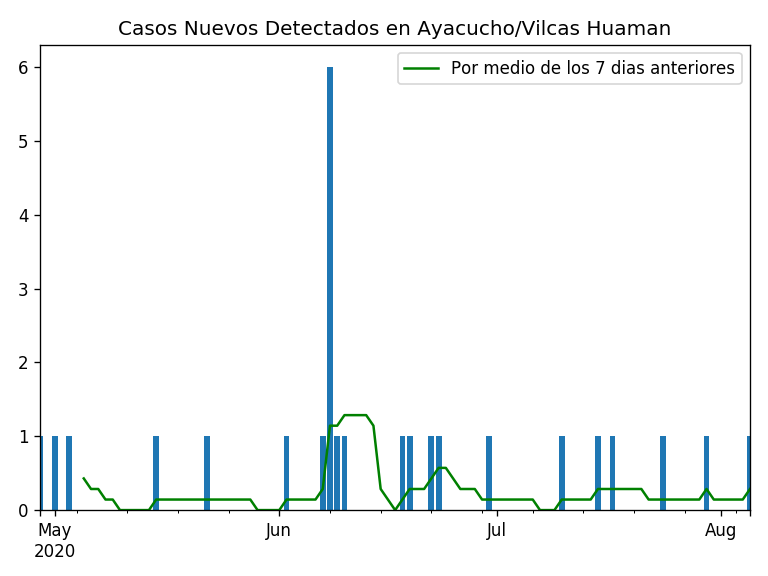 Casos Nuevos Detectados en Ayacucho/Vilcas Huaman
Por medio de los 7 dias anteriores
6
5
4
3
2
1
0
May Jun Jul Aug
2020